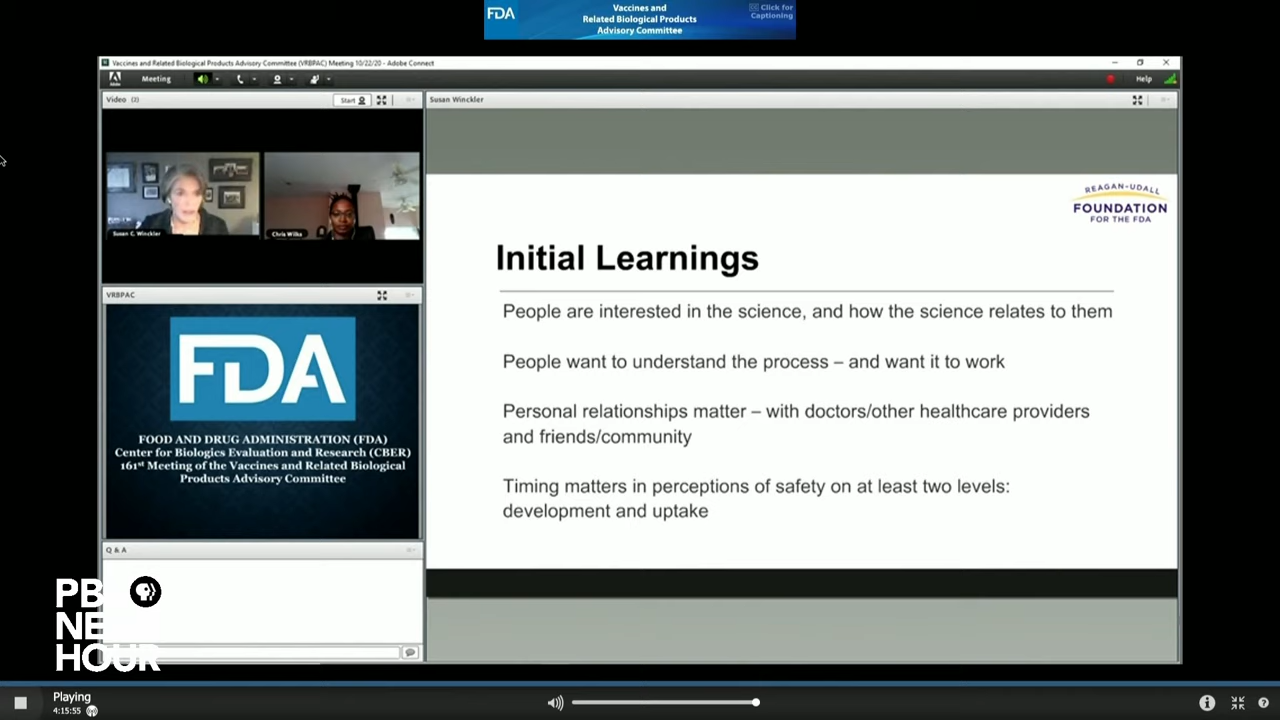 FDA
Vaccines and
Related Biological Products
Advisory Committee
CC Click for
Captioning
Vaccines and Related Biological Products Advisory Committee (VRBPAC) Meeting 10/22/20 - Adobe Connect
Meeting
Help
Video (2)
Start
Susan C. Winckler
Chris Wilks
VRBPAC
FDA
FOOD AND DRUG ADMINISTRATION (FDA)
Center for Biologics Evaluation and Research (CBER)
161st Meeting of the Vaccines and Related Biological
Products Advisory Committee
Q & A
Susan Winckler
REAGAN-UDALL
FOUNDATION
FOR THE FDA
Initial Learnings
People are interested in the science, and how the science relates to them
People want to understand the process – and want it to work
Personal relationships matter – with doctors/other healthcare providers
and friends/community
Timing matters in perceptions of safety on at least two levels:
development and uptake
PBS
NEWS
HOUR
Playing
4:15:55